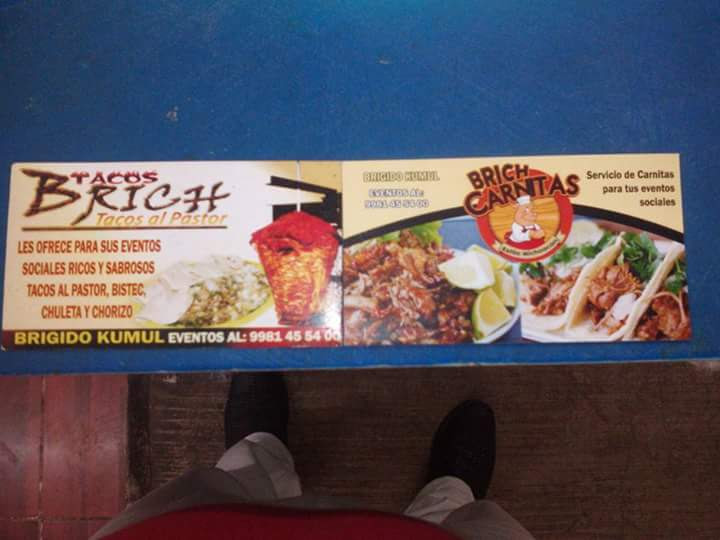 TACOS
BRICH
Tacos al Pastor
LES OFRECE PARA SUS EVENTOS
SOCIALES RICOS Y SABROSOS
TACOS AL PASTOR, BISTEC,
CHULETA Y CHORIZO
BRIGIDO KUMUL EVENTOS AL: 9981 45 54 00
BRIGIDO KUMUL
EVENTOS AL:
9981 45 54 00
BRICH
CARNITAS
Estilo Michoacán
Servicio de Carnitas
para tus eventos
sociales